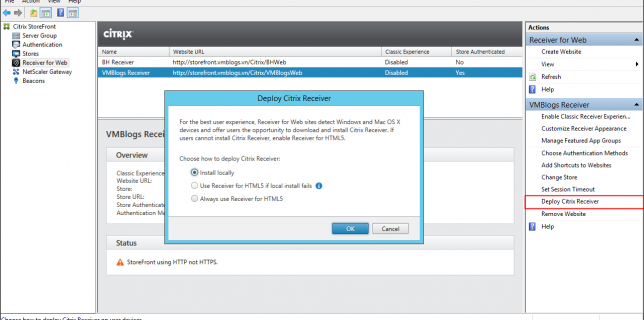 File Action View Help
Citrix StoreFront
Server Group
Authentication
Stores
Receiver for Web
NetScaler Gateway
Beacons
CITRIX
Name Website URL Classic Experience Store Authenticated
BH Receiver http://storefront.vmblogs.vn/Citrix/BHWeb Disabled No
VMBlogs Receiver http://storefront.vmblogs.vn/Citrix/VMBlogsWeb Disabled Yes
VMBlogs Recei
Overview
Classic Experience
Website URL:
Store:
Store URL:
Store Authenticate
Authentication Me
Status
StoreFront using HTTP not HTTPS.
Deploy Citrix Receiver
For the best user experience, Receiver for Web sites detect Windows and Mac OS X
devices and offer users the opportunity to download and install Citrix Receiver. If
users cannot install Citrix Receiver, enable Receiver for HTML5.
Choose how to deploy Citrix Receiver:
Install locally
Use Receiver for HTML5 if local install fails
Always use Receiver for HTML5
OK Cancel
Actions
Receiver for Web
Create Website
View
Refresh
Help
VMBlogs Receiver
Enable Classic Receiver Experien...
Customize Receiver Appearance
Manage Featured App Groups
Choose Authentication Methods
Add Shortcuts to Websites
Change Store
Set Session Timeout
Deploy Citrix Receiver
Remove Website
Help
Choose how to deploy Citrix Receiver on user devices.